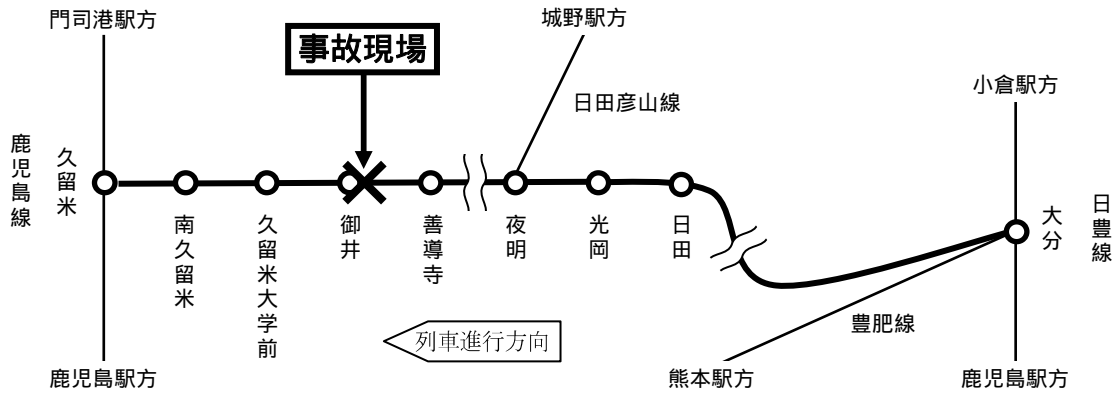 門司港駅方
城野駅方
事故現場
小倉駅方
日田彦山線
鹿児島線
久留米
南久留米
久留米大学前
御井
善導寺
夜明
光岡
日田
大分
日豊線
豊肥線
列車進行方向
鹿児島駅方
熊本駅方
鹿児島駅方